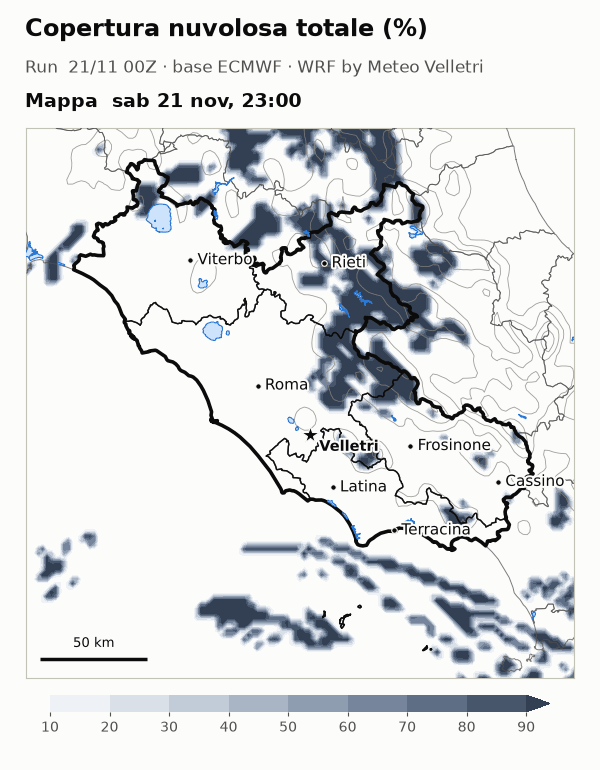 Copertura nuvolosa totale (%)
Run  21/11 00Z · base ECMWF · WRF by Meteo Velletri
Mappa  sab 21 nov, 23:00
Viterbo
Rieti
Roma
Velletri
Frosinone
Latina
Cassino
Terracina
50 km
10 20 30 40 50 60 70 80 90